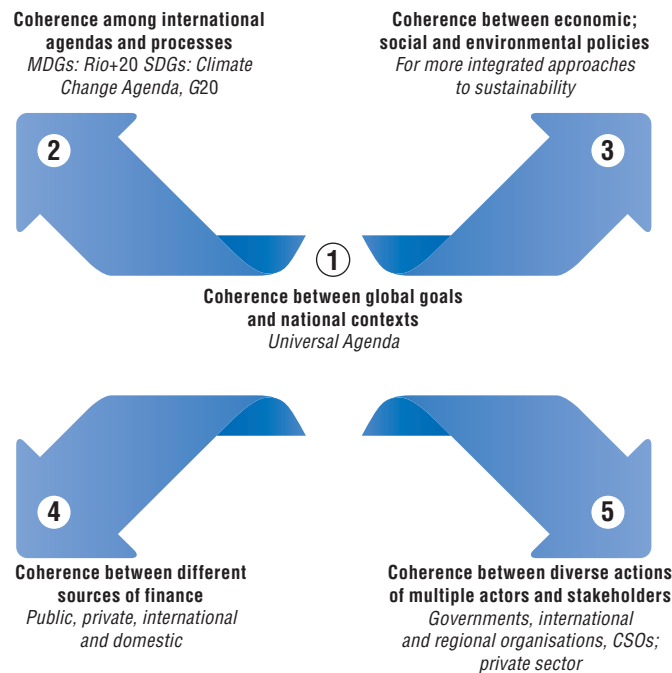 Coherence among international
agendas and processes
MDGs: Rio+20 SDGs: Climate
Change Agenda, G20
Coherence between economic;
social and environmental policies
For more integrated approaches
to sustainability
2
3
1
Coherence between global goals
and national contexts
Universal Agenda
4
5
Coherence between different
sources of finance
Public, private, international
and domestic
Coherence between diverse actions
of multiple actors and stakeholders
Governments, international
and regional organisations, CSOs;
private sector